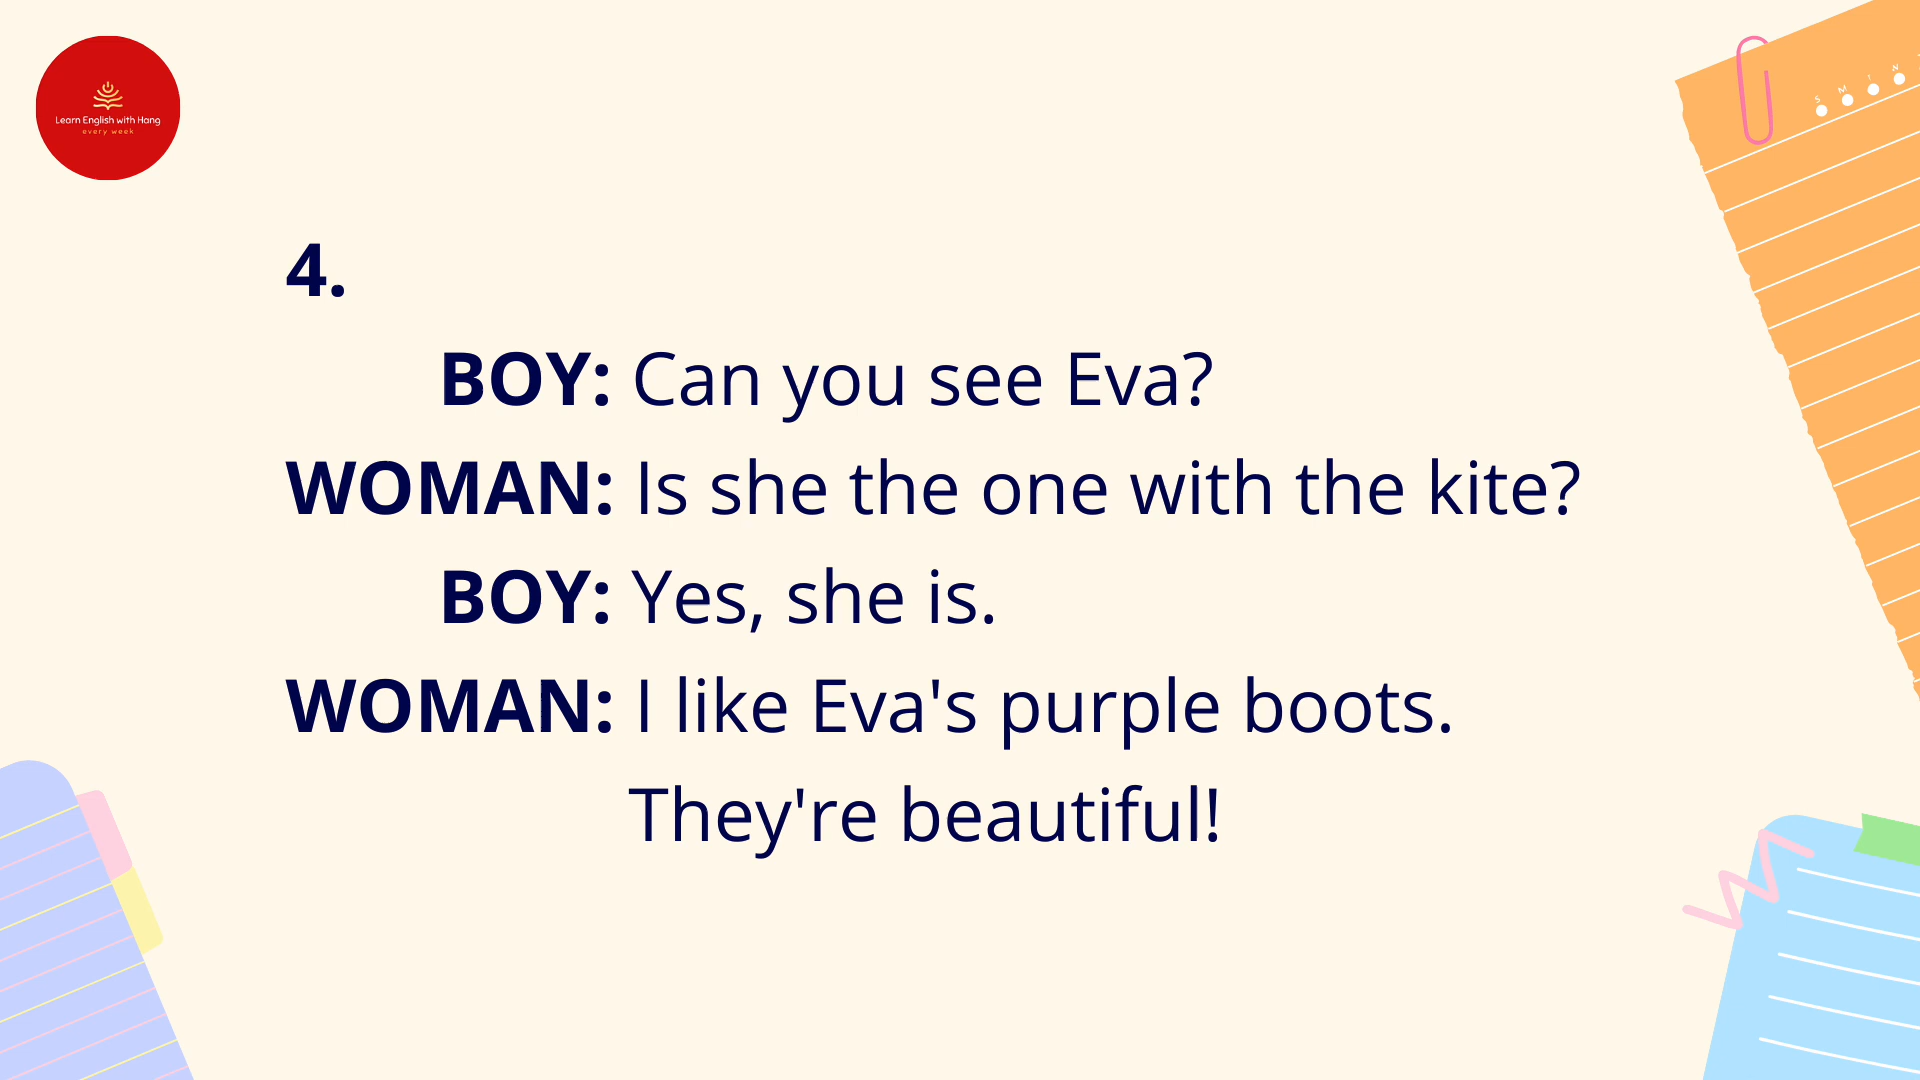 Learn English with Hang
every week
S M T N
4.
BOY: Can you see Eva?
WOMAN: Is she the one with the kite?
BOY: Yes, she is.
WOMAN: I like Eva's purple boots.
They're beautiful!